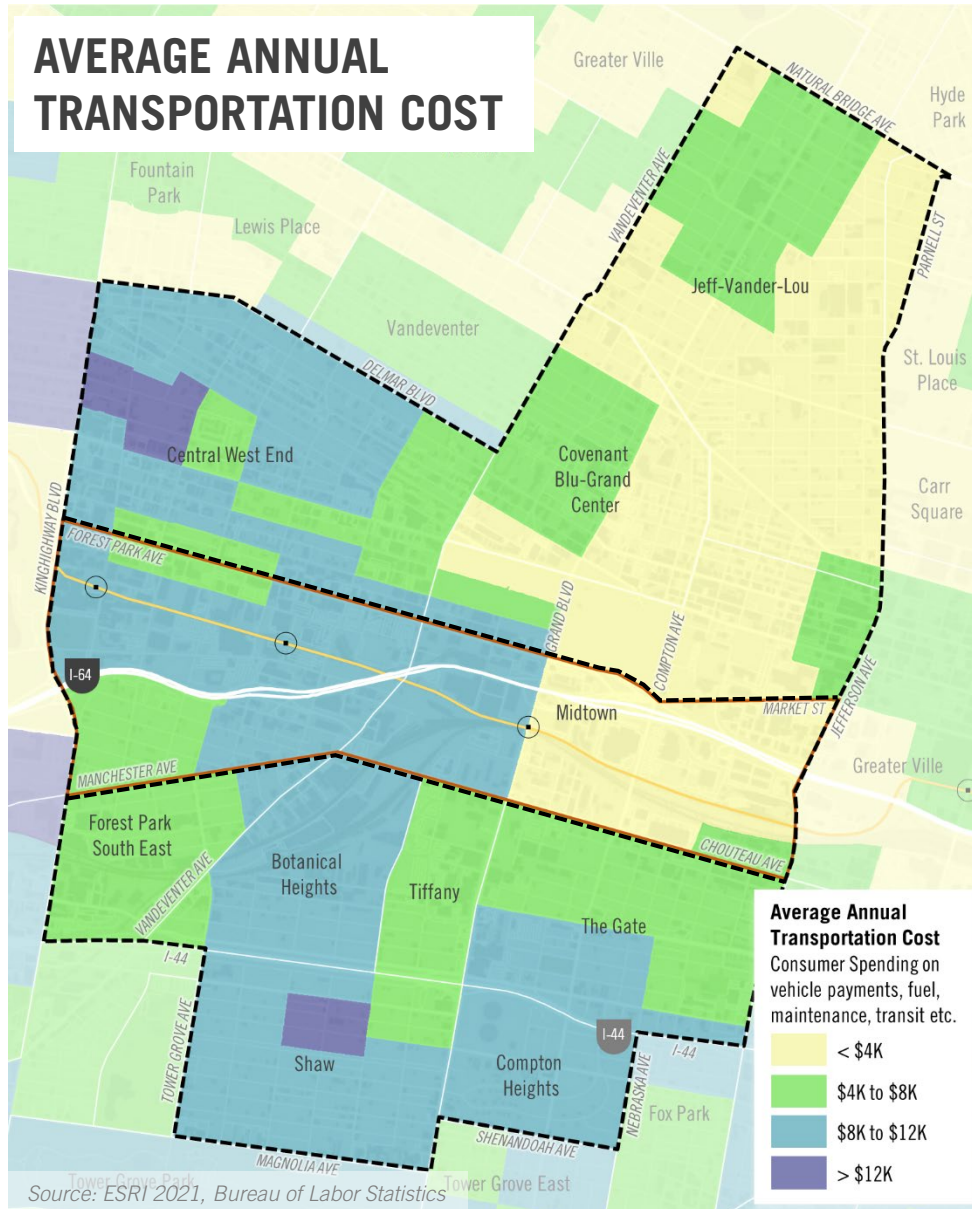 AVERAGE ANNUAL
TRANSPORTATION COST
Greater Ville
NATURAL BRIDGE AVE
Hyde
Park
Fountain
Park
VANDEVENTER AVE
Lewis Place
PARNELL ST
Jeff-Vander-Lou
Vandeventer
DELMAR BLVD
St. Louis
Place
Central West End
Covenant
Blu-Grand
Center
Carr
Square
KINGHIGHWAY BLVD
FOREST PARK AVE
GRAND BLVD
COMPTON AVE
I-64
Midtown
MARKET ST
JEFFERSON AVE
MANCHESTER AVE
Greater Ville
Forest Park
South East
VANDEVENTER AVE
Botanical
Heights
Tiffany
CHOUTEAU AVE
The Gate
I-44
TOWER GROVE AVE
Shaw
Compton
Heights
I-44
I-44
NEBRASKA AVE
Fox Park
SHENANDOAH AVE
MAGNOLIA AVE
Tower Grove Park
Tower Grove East
Average Annual
Transportation Cost
Consumer Spending on
vehicle payments, fuel,
maintenance, transit etc.
< $4K
$4K to $8K
$8K to $12K
> $12K
Source: ESRI 2021, Bureau of Labor Statistics